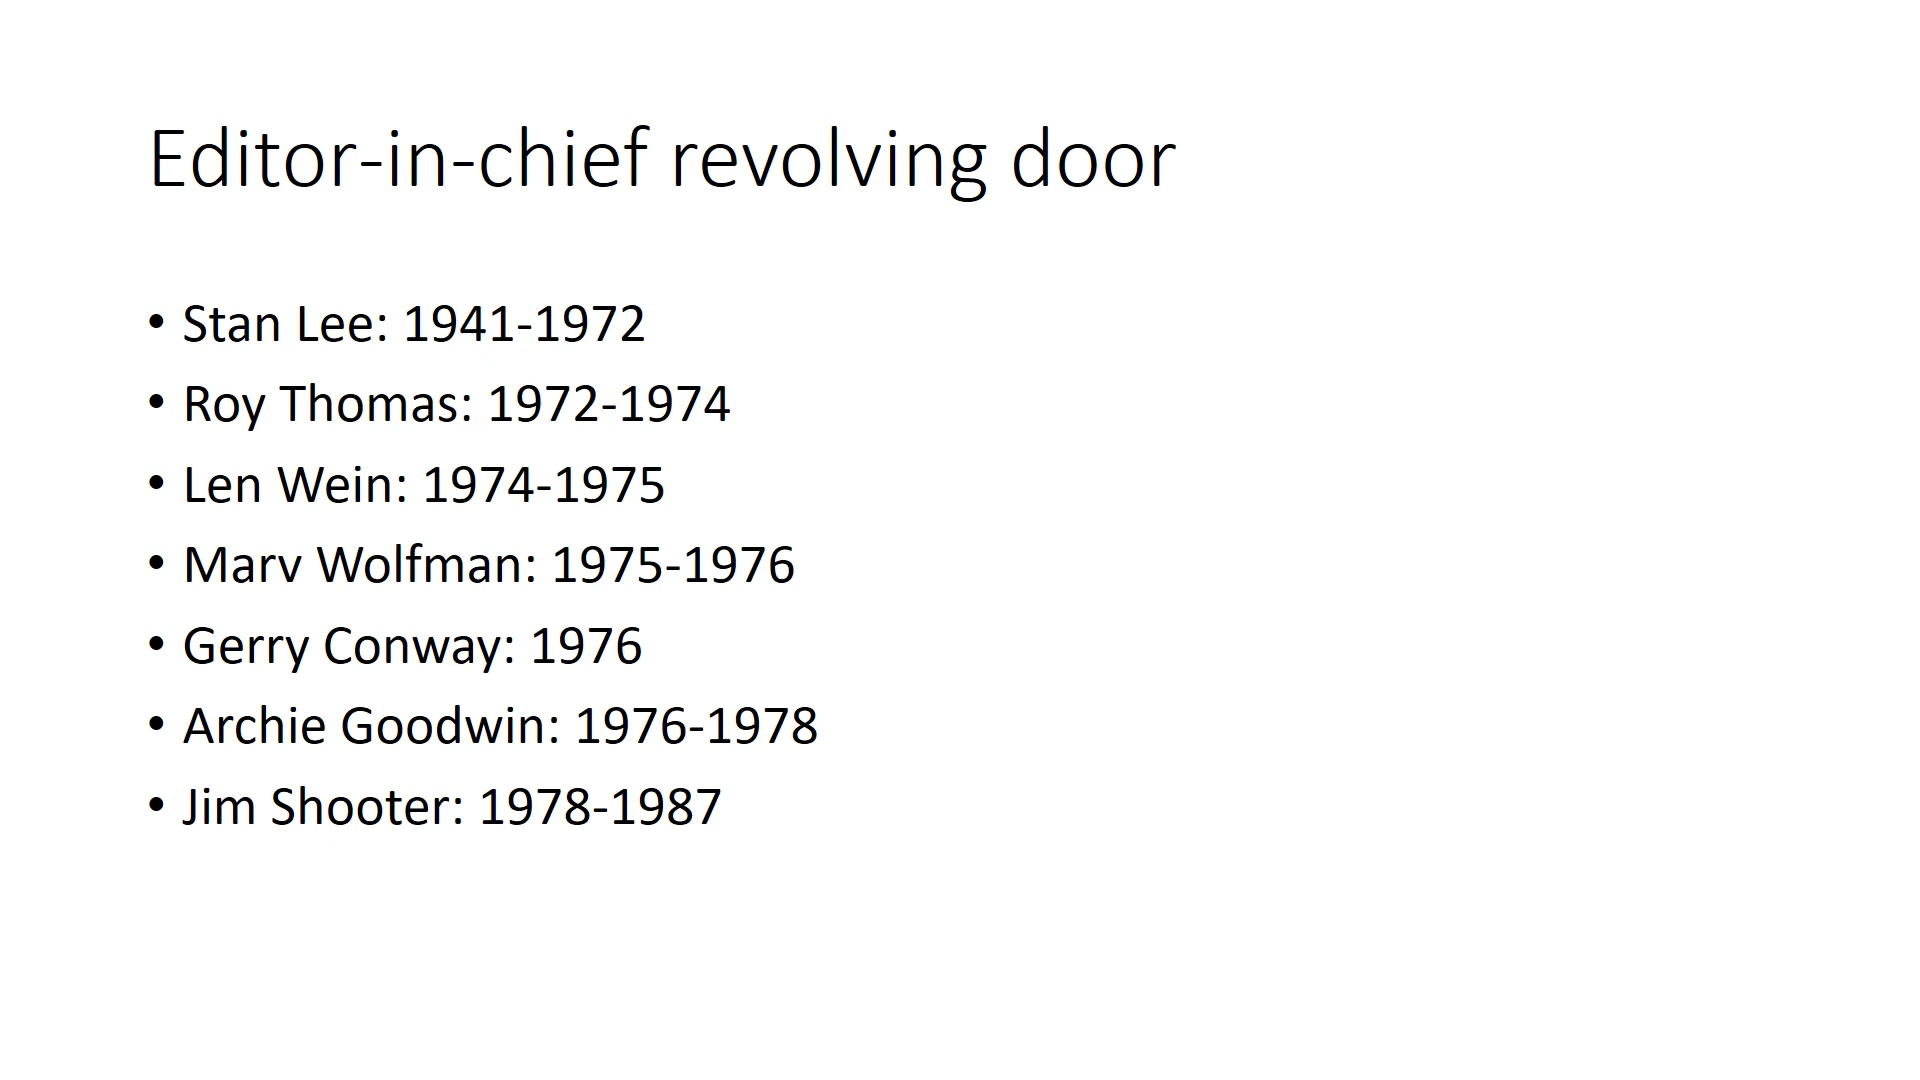 Editor-in-chief revolving door
• Stan Lee: 1941-1972
• Roy Thomas: 1972-1974
• Len Wein: 1974-1975
• Marv Wolfman: 1975-1976
• Gerry Conway: 1976
• Archie Goodwin: 1976-1978
• Jim Shooter: 1978-1987